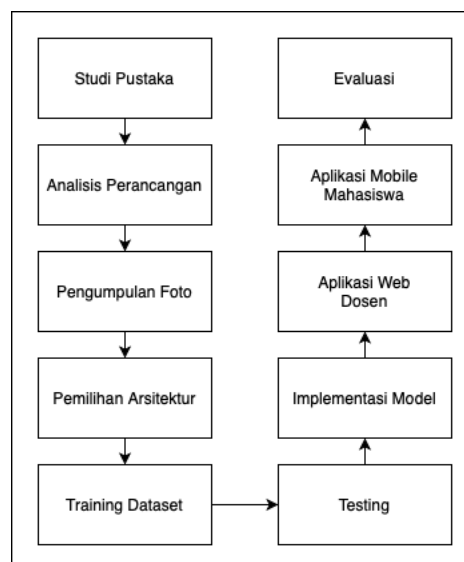 Studi Pustaka
Analisis Perancangan
Pengumpulan Foto
Pemilihan Arsitektur
Training Dataset
Testing
Implementasi Model
Aplikasi Web
Dosen
Aplikasi Mobile
Mahasiswa
Evaluasi